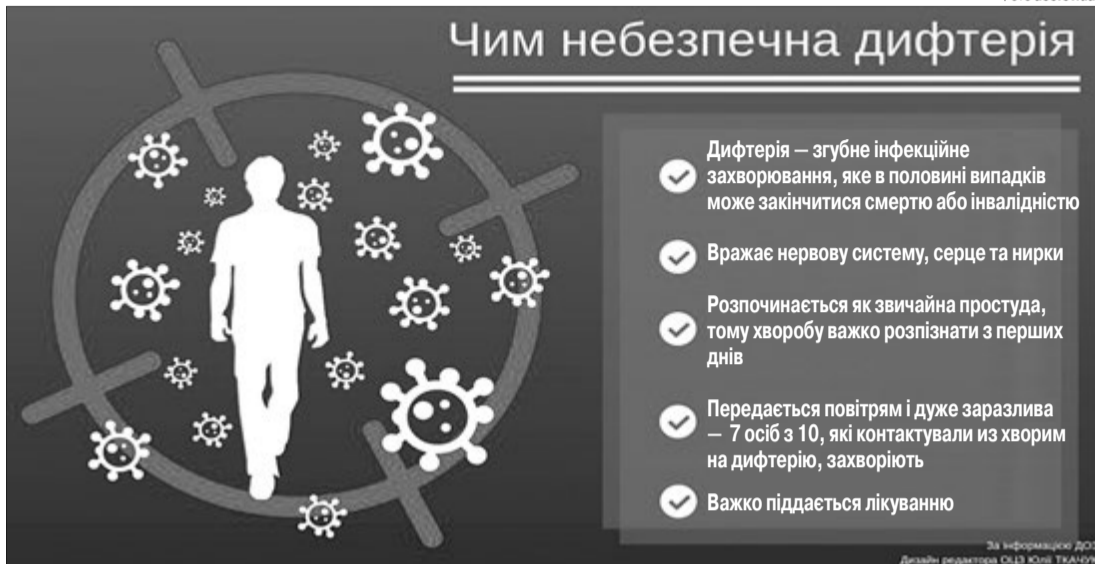 Чим небезпечна дифтерія
Дифтерія – згубне інфекційне
захворювання, яке в половині випадків
може закінчитися смертю або інвалідністю
Вражає нервову систему, серце та нирки
Розпочинається як звичайна простуда,
тому хворобу важко розпізнати з перших
днів
Передається повітрям і дуже заразлива
– 7 осіб з 10, які контактували из хворим
на дифтерію, захворіють
Важко піддається лікуванню
За інформацією ДОЗ
Дизайн редактора ОЦЗ Юлії ТКАЧУК